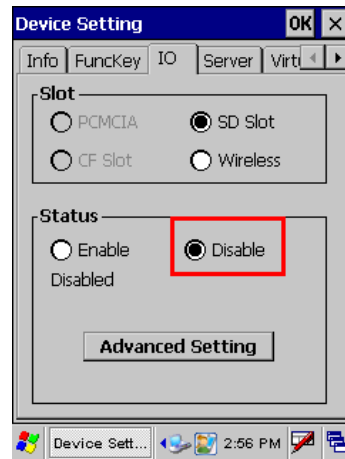 Device Setting OK ×
Info FuncKey IO Server Virt
Slot
PCMCIA SD Slot
CF Slot Wireless
Status
Enable Disable
Disabled
Advanced Setting
Device Sett... 2:56 PM